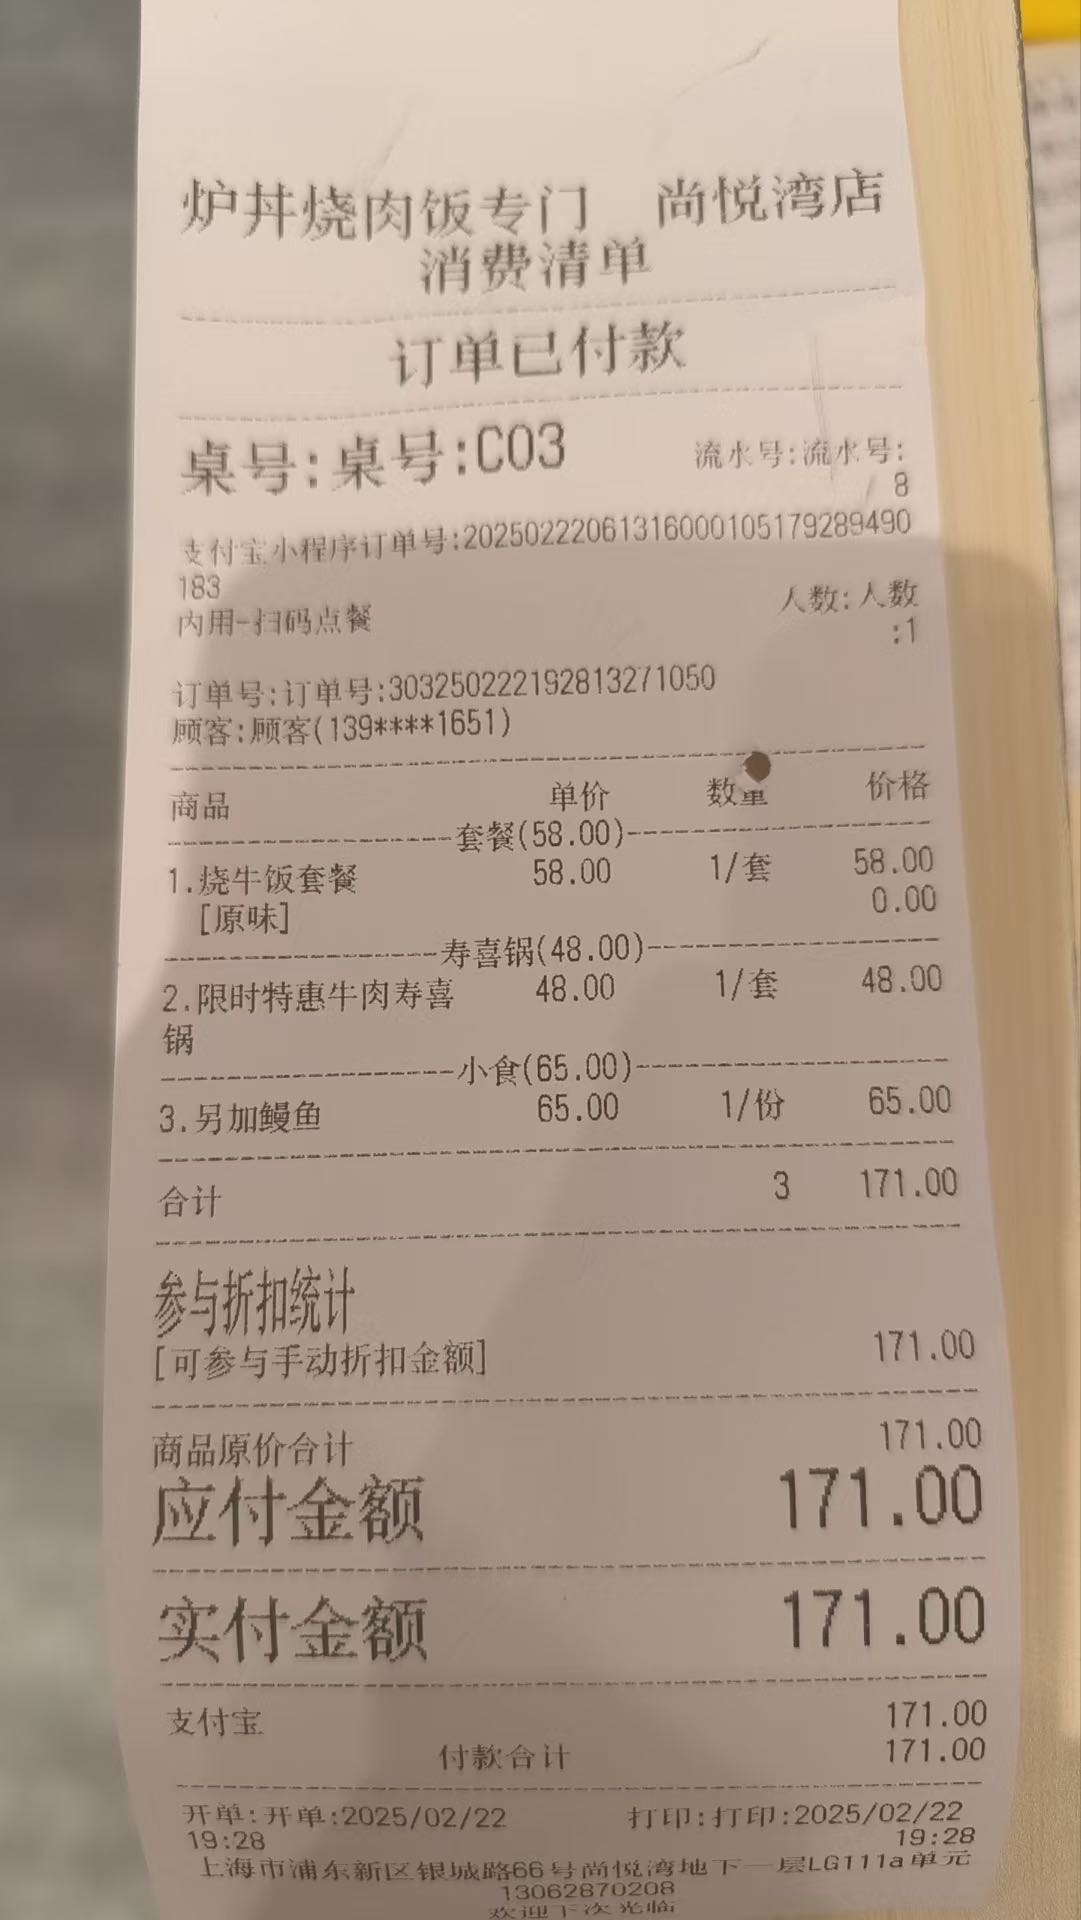 炉丼烧肉饭专门 尚悦湾店
消费清单
订单已付款
桌号:桌号:C03
流水号:流水号:
8
支付宝小程序订单号:20250222061316000105179289490
183
内用-扫码点餐
人数:人数
:1
订单号:订单号:303250222192813271050
顾客:顾客(139****1651)
商品 单价 数量 价格
套餐(58.00)
1.烧牛饭套餐 58.00 1/套 58.00
[原味] 0.00
寿喜锅(48.00)
2.限时特惠牛肉寿喜 48.00 1/套 48.00
锅
小食(65.00)
3.另加鳗鱼 65.00 1/份 65.00
合计 3 171.00
参与折扣统计
[可参与手动折扣金额] 171.00
商品原价合计 171.00
应付金额 171.00
实付金额 171.00
支付宝 171.00
付款合计 171.00
开单:开单:2025/02/22 打印:打印:2025/02/22
19:28 19:28
上海市浦东新区银城路66号尚悦湾地下一层LG111a单元
13062870208
欢迎下次光临